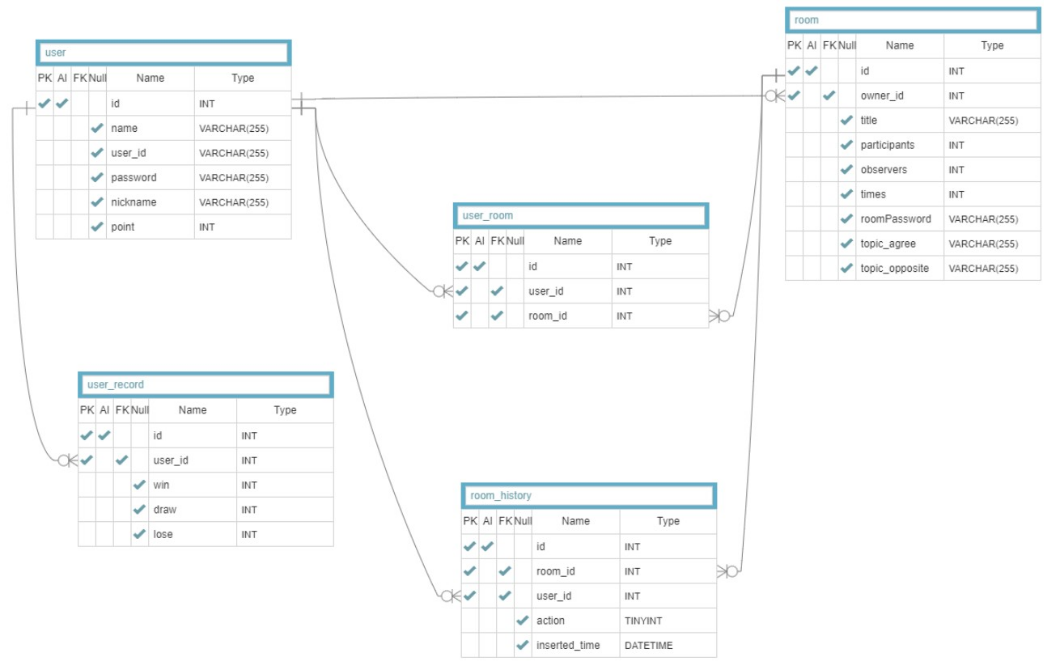 user
PK AI FK Null Name Type
id INT
name VARCHAR(255)
user_id VARCHAR(255)
password VARCHAR(255)
nickname VARCHAR(255)
point INT
room
PK AI FK Null Name Type
id INT
owner_id INT
title VARCHAR(255)
participants INT
observers INT
times INT
roomPassword VARCHAR(255)
topic_agree VARCHAR(255)
topic_opposite VARCHAR(255)
user_room
PK AI FK Null Name Type
id INT
user_id INT
room_id INT
user_record
PK AI FK Null Name Type
id INT
user_id INT
win INT
draw INT
lose INT
room_history
PK AI FK Null Name Type
id INT
room_id INT
user_id INT
action TINYINT
inserted_time DATETIME